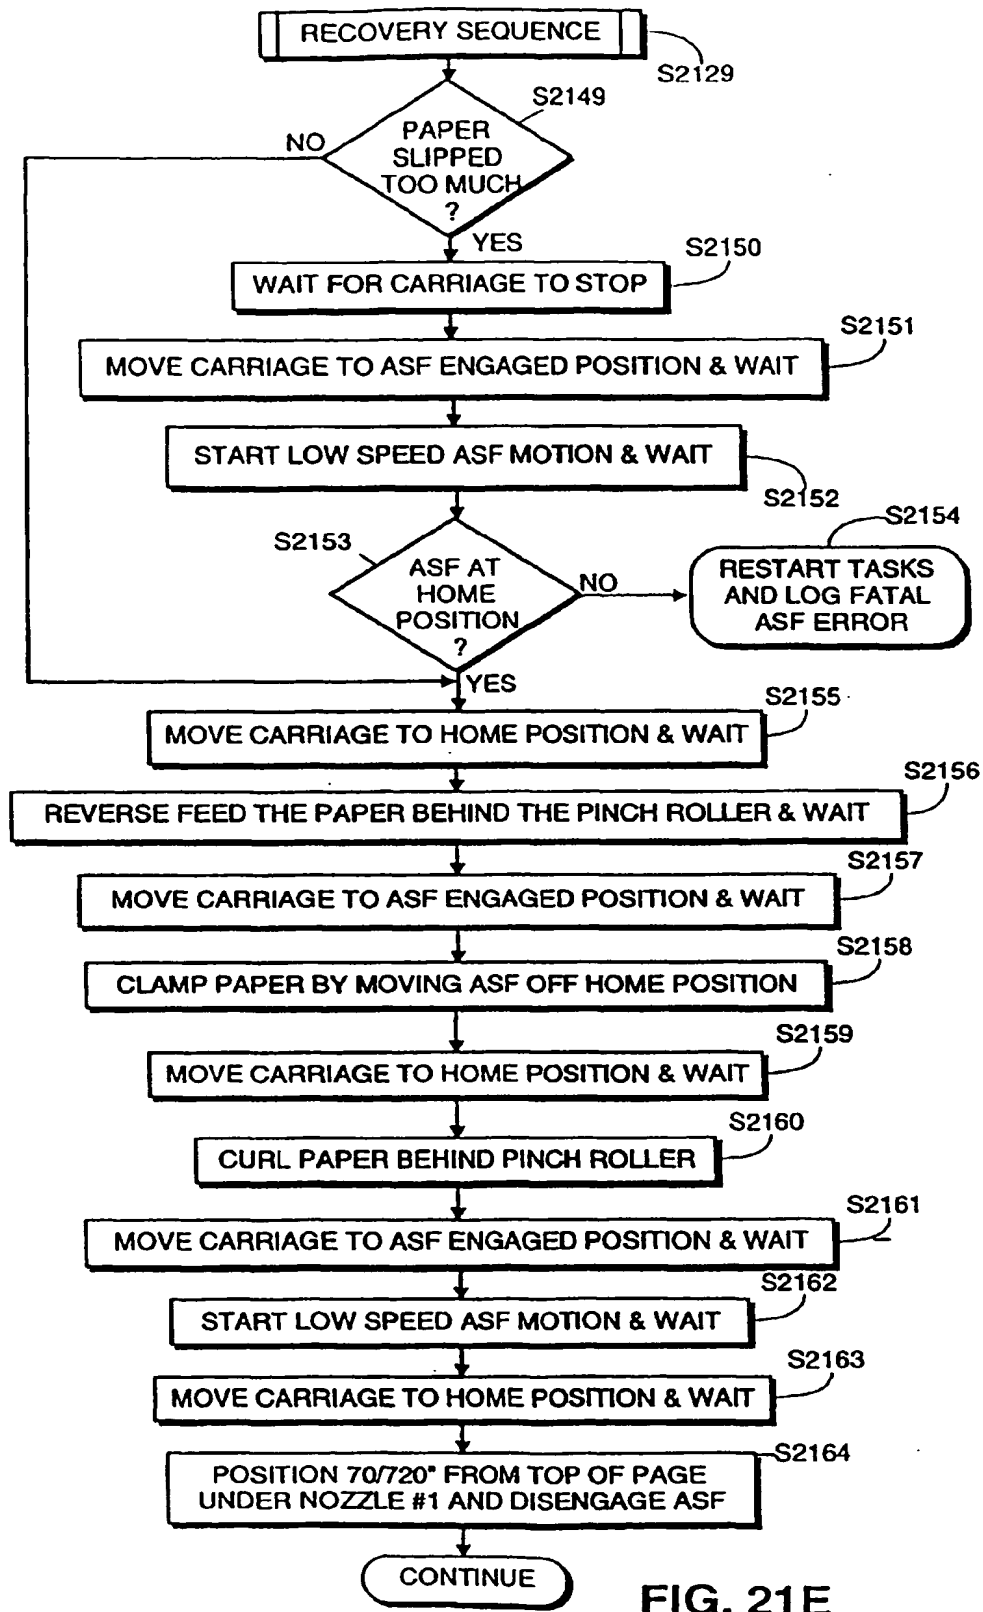 RECOVERY SEQUENCE
S2129
S2149
PAPER
SLIPPED
TOO MUCH
?
NO
YES
S2150
WAIT FOR CARRIAGE TO STOP
S2151
MOVE CARRIAGE TO ASF ENGAGED POSITION & WAIT
START LOW SPEED ASF MOTION & WAIT
S2152
S2153
ASF AT
HOME
POSITION
?
NO
S2154
RESTART TASKS
AND LOG FATAL
ASF ERROR
YES
S2155
MOVE CARRIAGE TO HOME POSITION & WAIT
S2156
REVERSE FEED THE PAPER BEHIND THE PINCH ROLLER & WAIT
S2157
MOVE CARRIAGE TO ASF ENGAGED POSITION & WAIT
S2158
CLAMP PAPER BY MOVING ASF OFF HOME POSITION
S2159
MOVE CARRIAGE TO HOME POSITION & WAIT
S2160
CURL PAPER BEHIND PINCH ROLLER
S2161
MOVE CARRIAGE TO ASF ENGAGED POSITION & WAIT
S2162
START LOW SPEED ASF MOTION & WAIT
S2163
MOVE CARRIAGE TO HOME POSITION & WAIT
S2164
POSITION 70/720" FROM TOP OF PAGE
UNDER NOZZLE #1 AND DISENGAGE ASF
CONTINUE
FIG. 21E